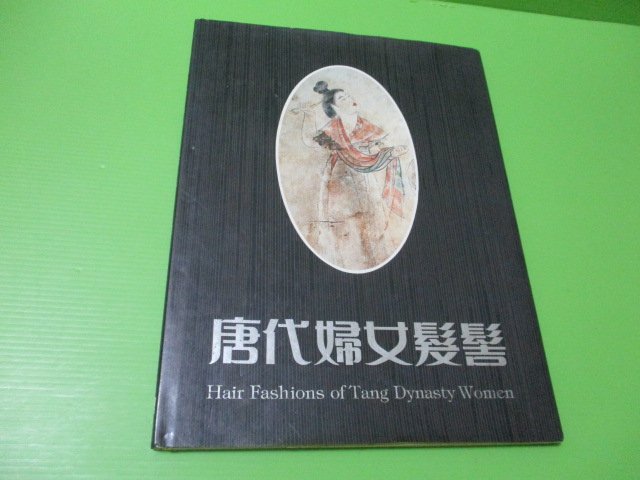 唐代婦女髮髻
Hair Fashions of Tang Dynasty Women